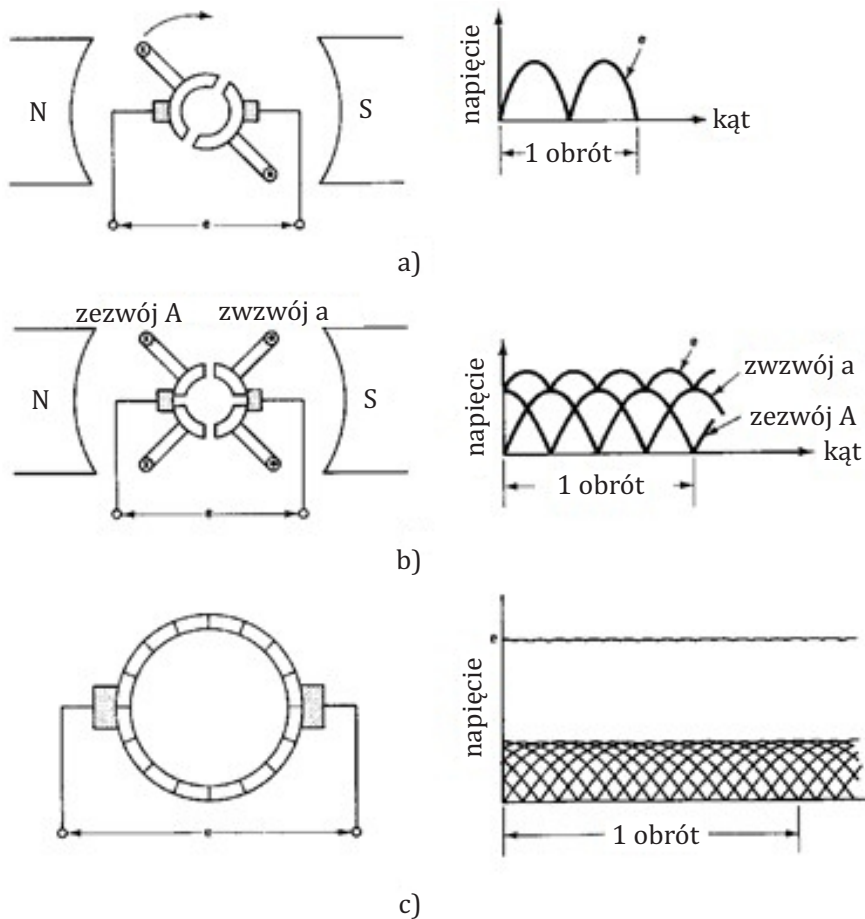 N
S
e
napięcie
e
kąt
1 obrót
a)
zezwój A
zwzwój a
N
S
e
napięcie
e
zwzwój a
zezwój A
kąt
1 obrót
b)
e
e
napięcie
1 obrót
c)